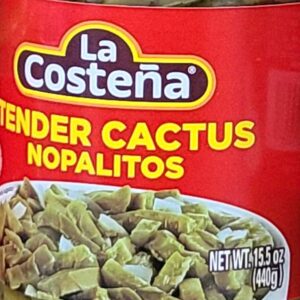 La
Costeña®
TENDER CACTUS
NOPALITOS
NET WT. 15.5 oz
(440g)